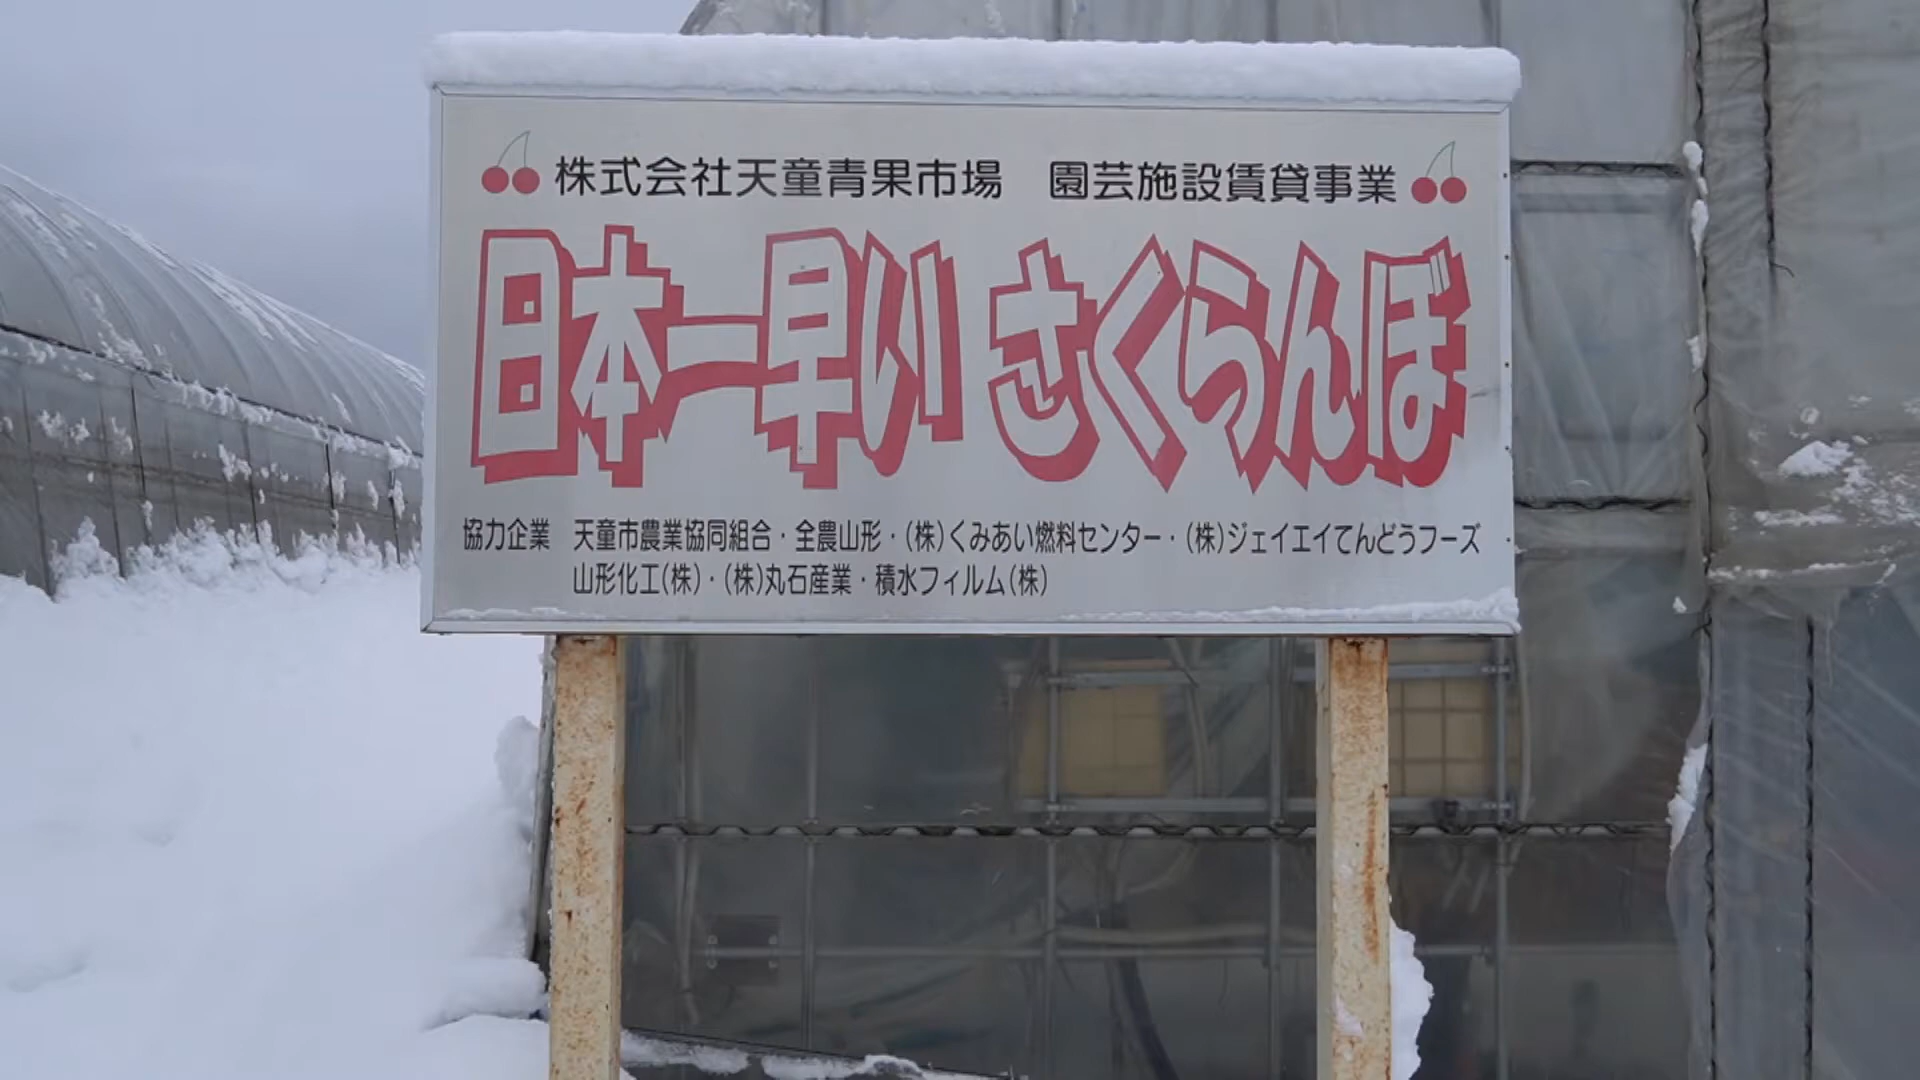 株式会社天童青果市場　園芸施設賃貸事業
日本一早い さくらんぼ
協力企業　天童市農業協同組合・全農山形・(株)くみあい燃料センター・(株)ジェイエイてんどうフーズ
山形化工(株)・(株)丸石産業・積水フィルム(株)